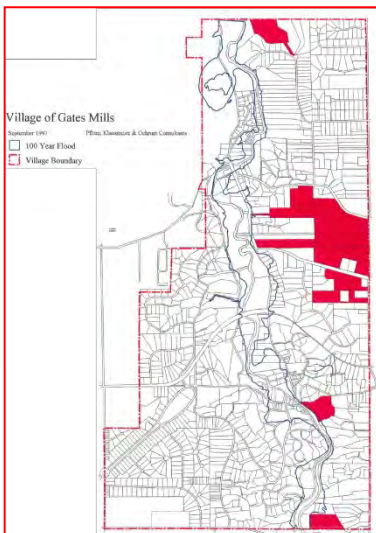 Village of Gates Mills
September 1997
Pflum, Klausmeier & Gehrum Consultants
100 Year Flood
Village Boundary